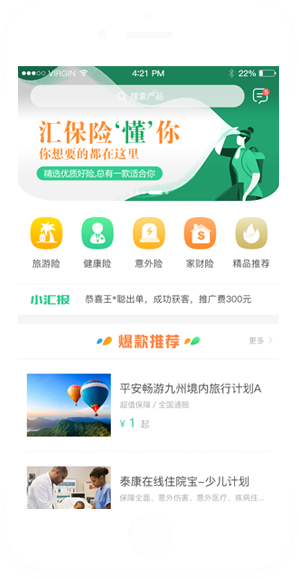 VIRGIN
4:21 PM
22%
搜索产品
汇保险‘懂’你
你想要的都在这里
精选优质好险,总有一款适合你
旅游险
健康险
意外险
家财险
精品推荐
小汇报
恭喜王*聪出单，成功获客，推广费300元
爆款推荐
更多 >
平安畅游九州境内旅行计划A
超值保障 / 全国通赔
¥ 1 起
泰康在线住院宝-少儿计划
保障全面、意外伤害、意外医疗、疾病住...